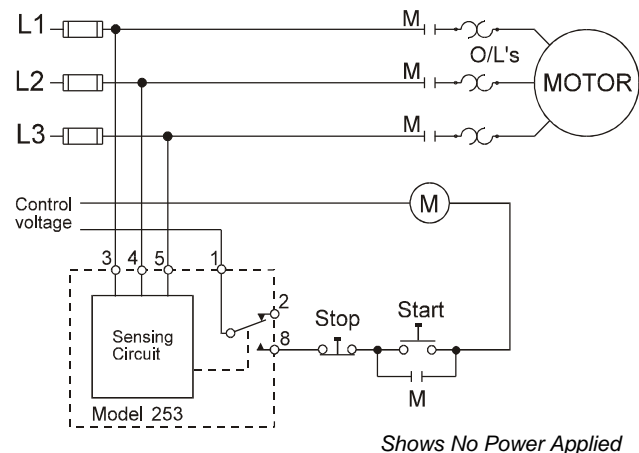 L1
M
O/L's
L2
M
MOTOR
L3
M
Control
voltage
M
3 4 5 1
2
Sensing
Circuit
8
Stop
Start
M
Model 253
Shows No Power Applied